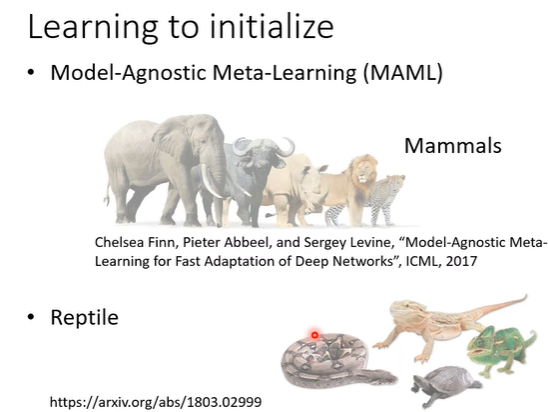 Learning to initialize
• Model-Agnostic Meta-Learning (MAML)
Mammals
Chelsea Finn, Pieter Abbeel, and Sergey Levine, “Model-Agnostic Meta-
Learning for Fast Adaptation of Deep Networks”, ICML, 2017
• Reptile
https://arxiv.org/abs/1803.02999